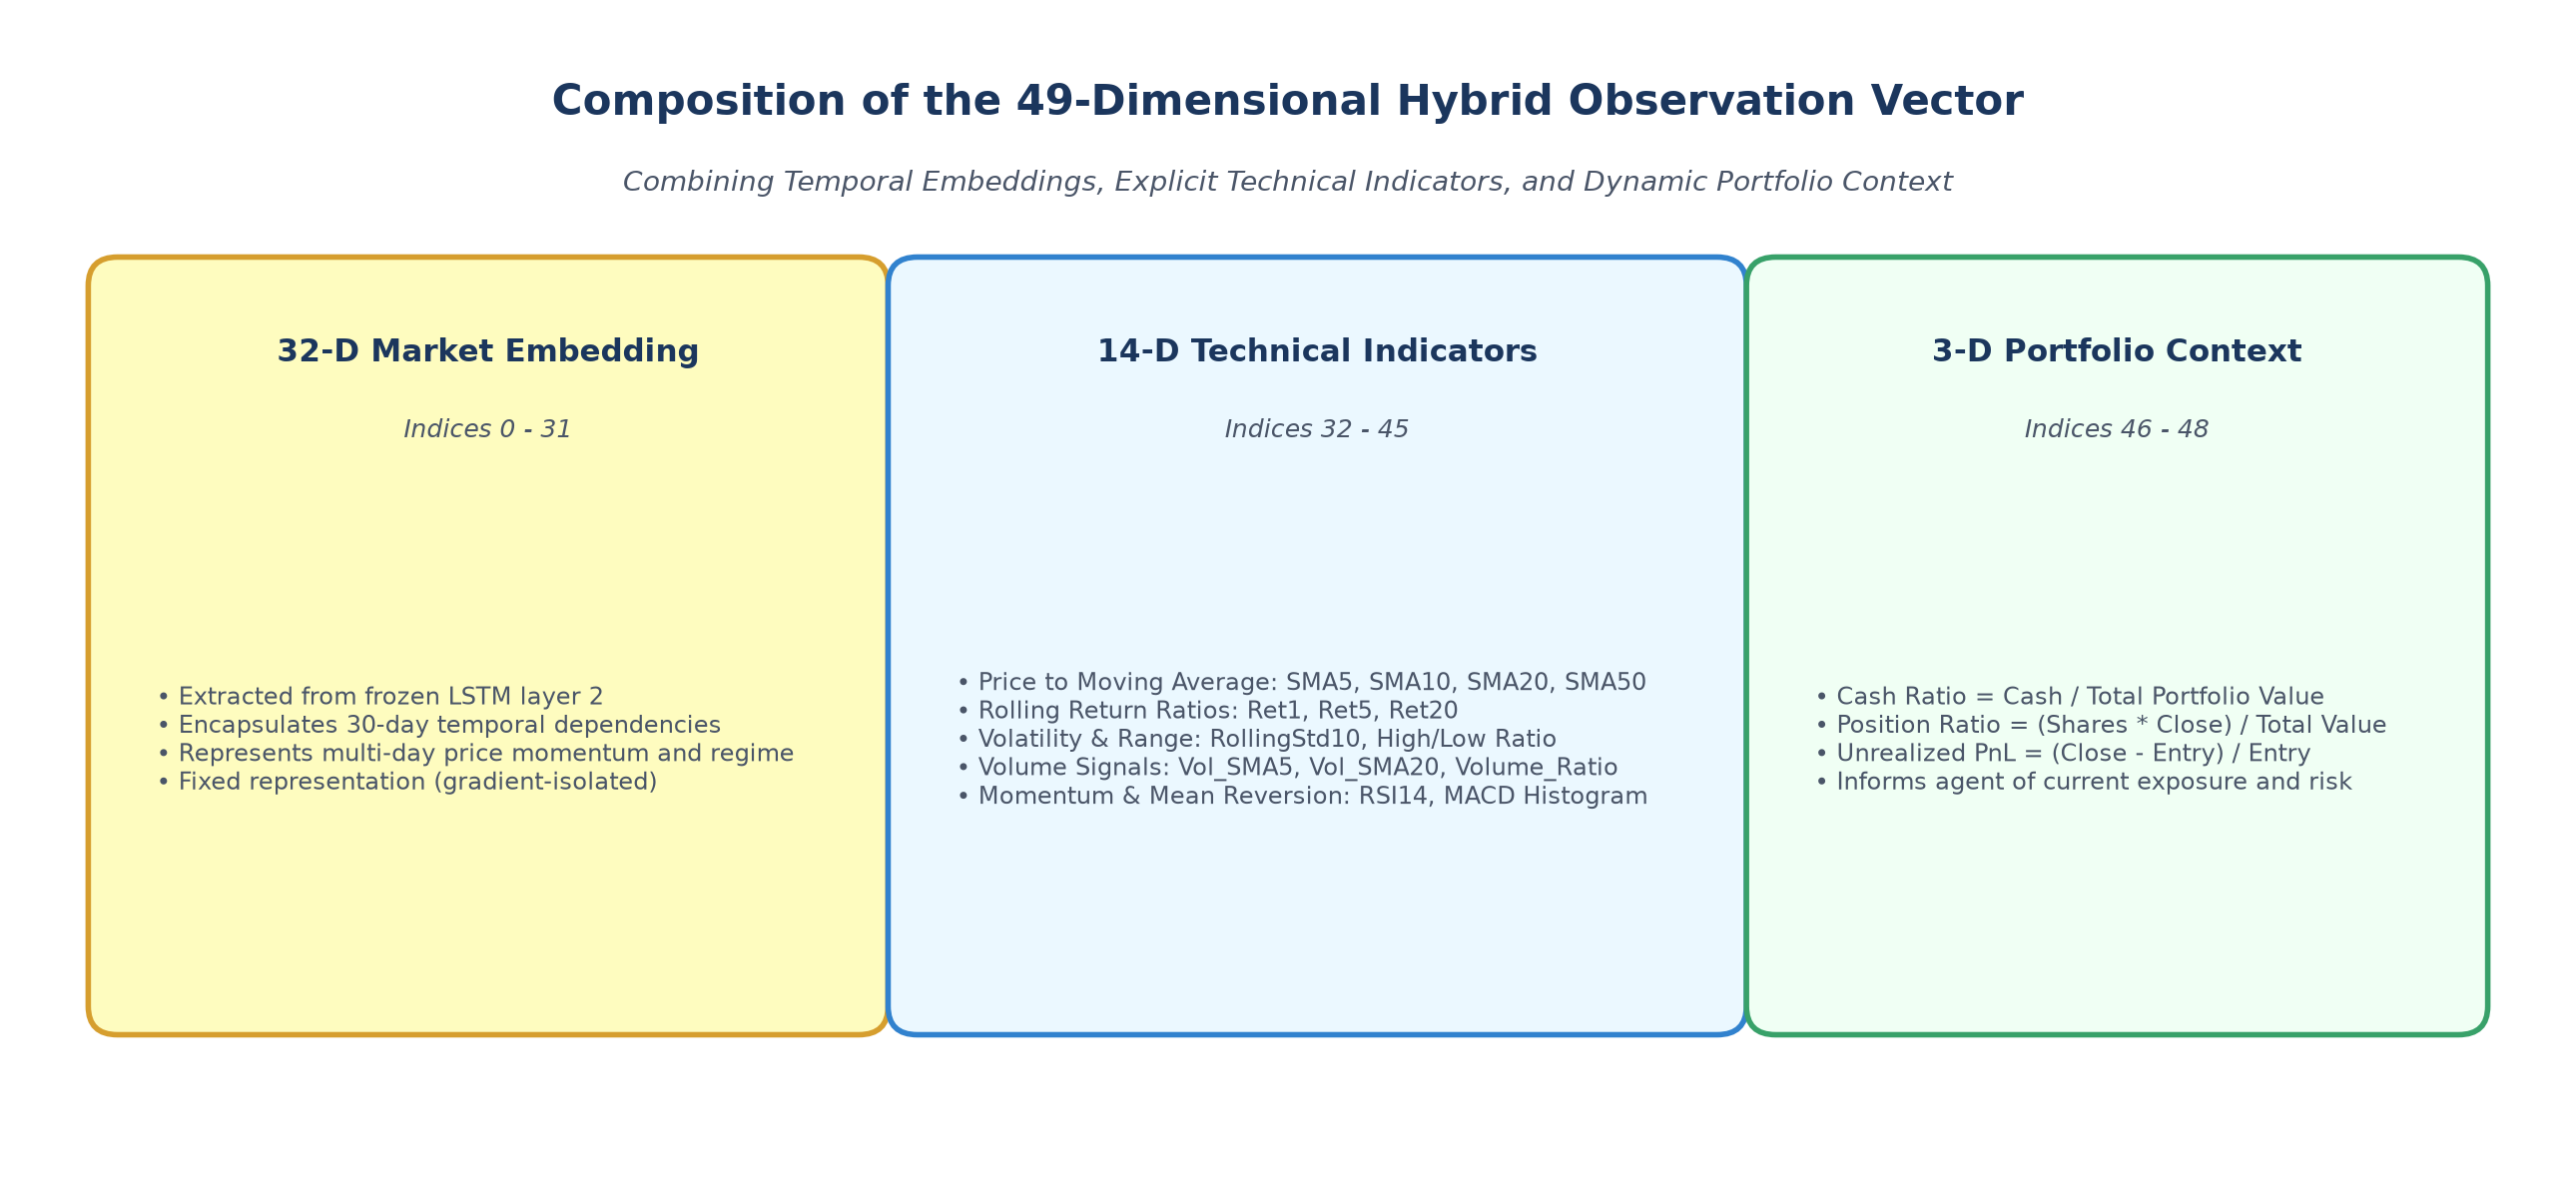 Composition of the 49-Dimensional Hybrid Observation Vector
Combining Temporal Embeddings, Explicit Technical Indicators, and Dynamic Portfolio Context
32-D Market Embedding
Indices 0 - 31
• Extracted from frozen LSTM layer 2
• Encapsulates 30-day temporal dependencies
• Represents multi-day price momentum and regime
• Fixed representation (gradient-isolated)
14-D Technical Indicators
Indices 32 - 45
• Price to Moving Average: SMA5, SMA10, SMA20, SMA50
• Rolling Return Ratios: Ret1, Ret5, Ret20
• Volatility & Range: RollingStd10, High/Low Ratio
• Volume Signals: Vol_SMA5, Vol_SMA20, Volume_Ratio
• Momentum & Mean Reversion: RSI14, MACD Histogram
3-D Portfolio Context
Indices 46 - 48
• Cash Ratio = Cash / Total Portfolio Value
• Position Ratio = (Shares * Close) / Total Value
• Unrealized PnL = (Close - Entry) / Entry
• Informs agent of current exposure and risk